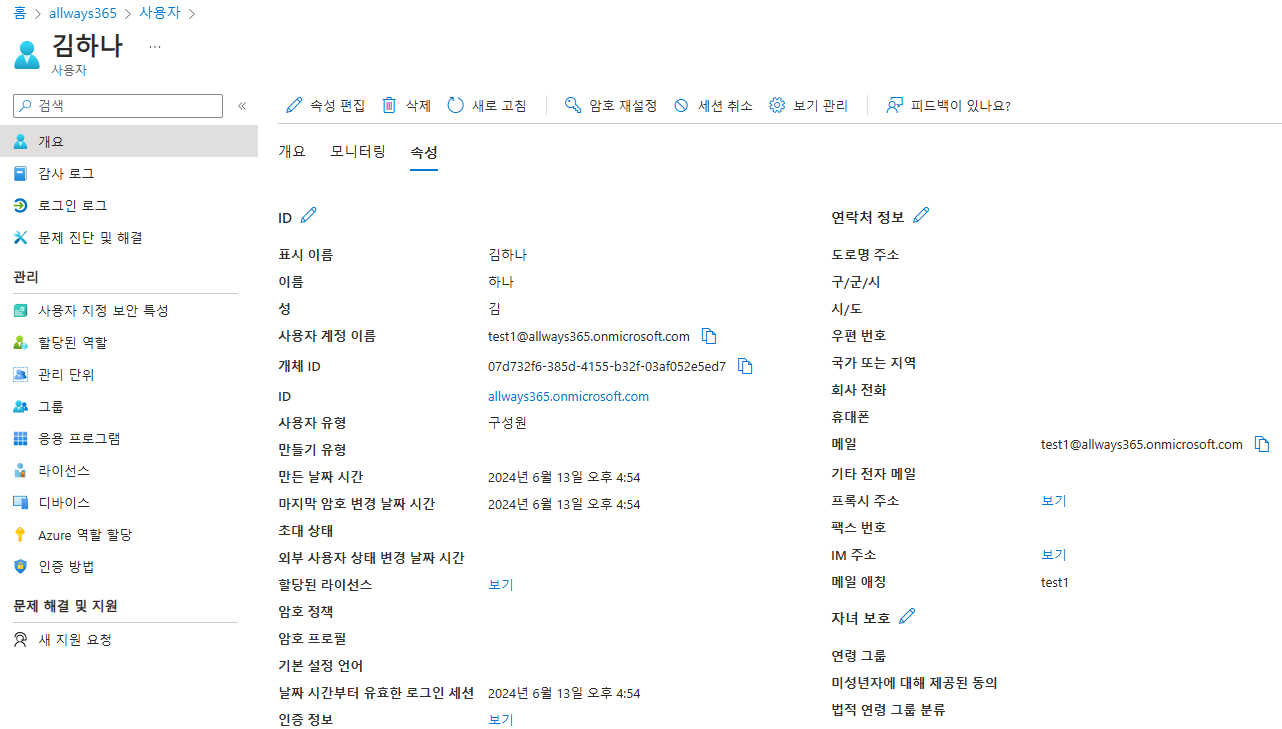 홈 > allways365 > 사용자 >
김하나 ...
사용자
검색 «
개요
감사 로그
로그인 로그
문제 진단 및 해결
관리
사용자 지정 보안 특성
할당된 역할
관리 단위
그룹
응용 프로그램
라이선스
디바이스
Azure 역할 할당
인증 방법
문제 해결 및 지원
새 지원 요청
속성 편집 삭제 새로 고침 암호 재설정 세션 취소 보기 관리 피드백이 있나요?
개요 모니터링 속성
ID
표시 이름 김하나
이름 하나
성 김
사용자 계정 이름 test1@allways365.onmicrosoft.com
개체 ID 07d732f6-385d-4155-b32f-03af052e5ed7
ID allways365.onmicrosoft.com
사용자 유형 구성원
만들기 유형
만든 날짜 시간 2024년 6월 13일 오후 4:54
마지막 암호 변경 날짜 시간 2024년 6월 13일 오후 4:54
초대 상태
외부 사용자 상태 변경 날짜 시간
할당된 라이선스 보기
암호 정책
암호 프로필
기본 설정 언어
날짜 시간부터 유효한 로그인 세션 2024년 6월 13일 오후 4:54
인증 정보 보기
연락처 정보
도로명 주소
구/군/시
시/도
우편 번호
국가 또는 지역
회사 전화
휴대폰
메일 test1@allways365.onmicrosoft.com
기타 전자 메일
프록시 주소 보기
팩스 번호
IM 주소 보기
메일 애칭 test1
자녀 보호
연령 그룹
미성년자에 대해 제공된 동의
법적 연령 그룹 분류